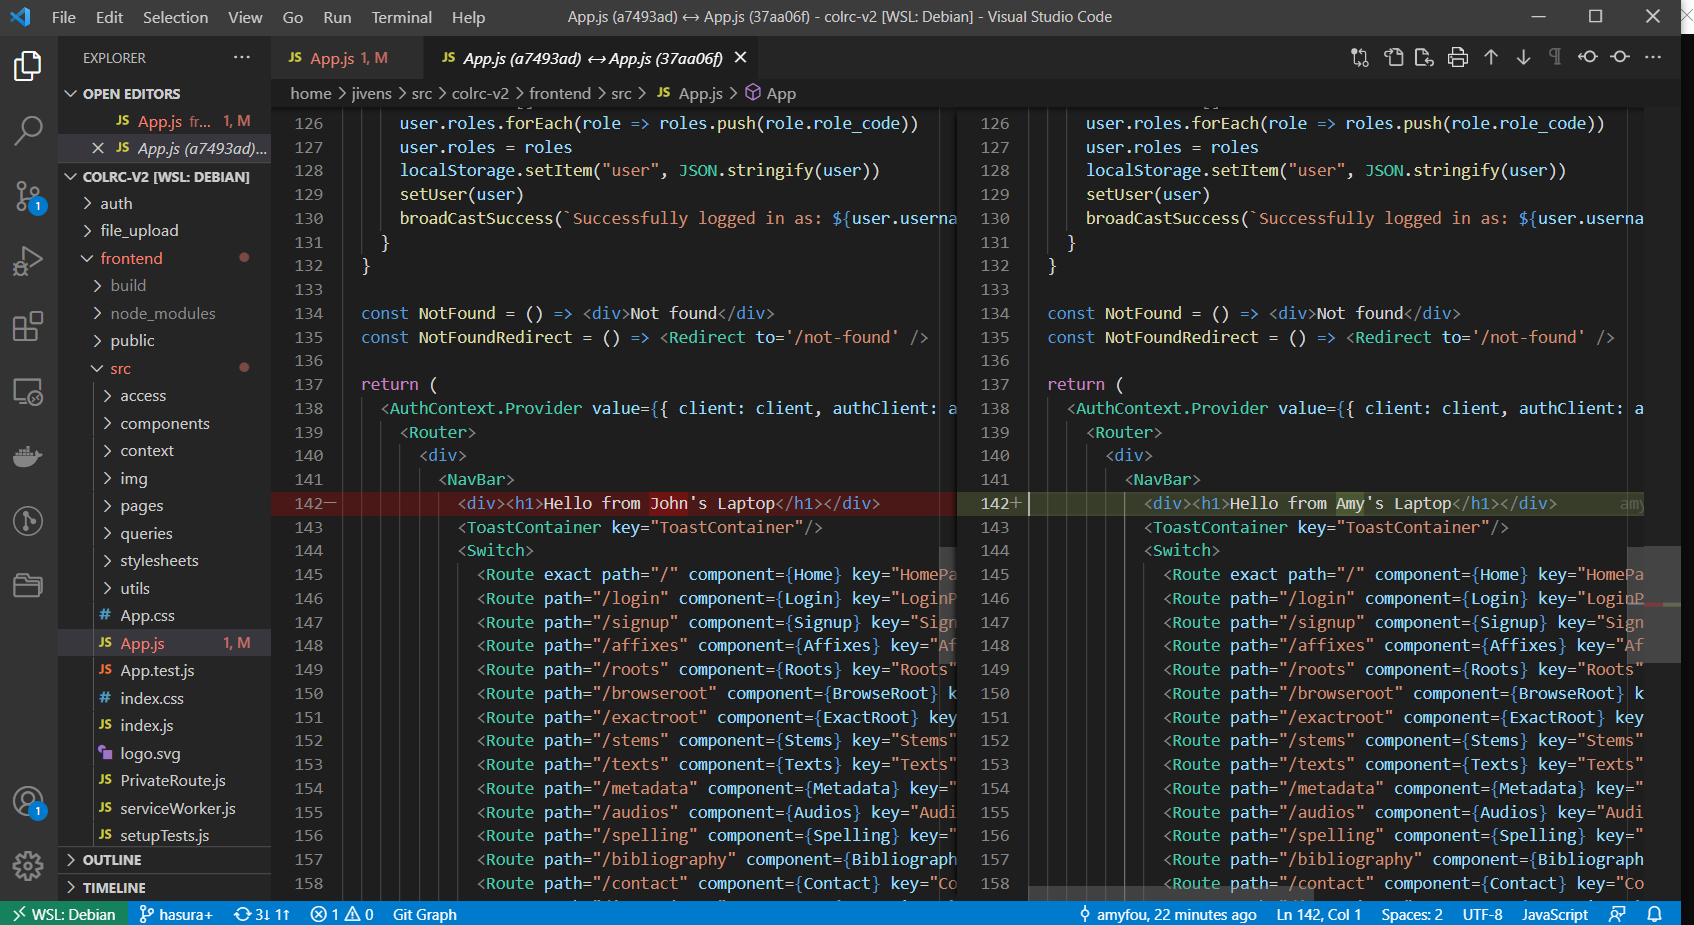 File Edit Selection View Go Run Terminal Help
App.js (a7493ad) ↔ App.js (37aa06f) - colrc-v2 [WSL: Debian] - Visual Studio Code
EXPLORER ···
JS App.js 1, M
JS App.js (a7493ad) ↔ App.js (37aa06f) ×
home > jivens > src > colrc-v2 > frontend > src > JS App.js > App
OPEN EDITORS
JS App.js fr... 1, M
× JS App.js (a7493ad)...
COLRC-V2 [WSL: DEBIAN]
auth
file_upload
frontend
build
node_modules
public
src
access
components
context
img
pages
queries
stylesheets
utils
# App.css
JS App.js 1, M
JS App.test.js
# index.css
JS index.js
logo.svg
JS PrivateRoute.js
JS serviceWorker.js
JS setupTests.js
OUTLINE
TIMELINE
1
1
126 user.roles.forEach(role => roles.push(role.role_code))
127 user.roles = roles
128 localStorage.setItem("user", JSON.stringify(user))
129 setUser(user)
130 broadCastSuccess(`Successfully logged in as: ${user.userna
131 }
132 }
133
134 const NotFound = () => <div>Not found</div>
135 const NotFoundRedirect = () => <Redirect to='/not-found' />
136
137 return (
138 <AuthContext.Provider value={{ client: client, authClient: a
139 <Router>
140 <div>
141 <NavBar>
142— <div><h1>Hello from John's Laptop</h1></div>
143 <ToastContainer key="ToastContainer"/>
144 <Switch>
145 <Route exact path="/" component={Home} key="HomePa
146 <Route path="/login" component={Login} key="LoginP
147 <Route path="/signup" component={Signup} key="Sign
148 <Route path="/affixes" component={Affixes} key="Af
149 <Route path="/roots" component={Roots} key="Roots"
150 <Route path="/browseroot" component={BrowseRoot} k
151 <Route path="/exactroot" component={ExactRoot} key
152 <Route path="/stems" component={Stems} key="Stems"
153 <Route path="/texts" component={Texts} key="Texts"
154 <Route path="/metadata" component={Metadata} key="
155 <Route path="/audios" component={Audios} key="Audi
156 <Route path="/spelling" component={Spelling} key="
157 <Route path="/bibliography" component={Bibliograph
158 <Route path="/contact" component={Contact} key="Co
126 user.roles.forEach(role => roles.push(role.role_code))
127 user.roles = roles
128 localStorage.setItem("user", JSON.stringify(user))
129 setUser(user)
130 broadCastSuccess(`Successfully logged in as: ${user.userna
131 }
132 }
133
134 const NotFound = () => <div>Not found</div>
135 const NotFoundRedirect = () => <Redirect to='/not-found' />
136
137 return (
138 <AuthContext.Provider value={{ client: client, authClient: a
139 <Router>
140 <div>
141 <NavBar>
142+ <div><h1>Hello from Amy's Laptop</h1></div> amy
143 <ToastContainer key="ToastContainer"/>
144 <Switch>
145 <Route exact path="/" component={Home} key="HomePa
146 <Route path="/login" component={Login} key="LoginP
147 <Route path="/signup" component={Signup} key="Sign
148 <Route path="/affixes" component={Affixes} key="Af
149 <Route path="/roots" component={Roots} key="Roots"
150 <Route path="/browseroot" component={BrowseRoot} k
151 <Route path="/exactroot" component={ExactRoot} key
152 <Route path="/stems" component={Stems} key="Stems"
153 <Route path="/texts" component={Texts} key="Texts"
154 <Route path="/metadata" component={Metadata} key="
155 <Route path="/audios" component={Audios} key="Audi
156 <Route path="/spelling" component={Spelling} key="
157 <Route path="/bibliography" component={Bibliograph
158 <Route path="/contact" component={Contact} key="Co
WSL: Debian hasura+ 3↓ 1↑ 1 0 Git Graph amyfou, 22 minutes ago Ln 142, Col 1 Spaces: 2 UTF-8 JavaScript